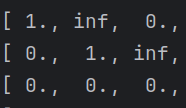 [ 1., inf, 0.,
[ 0., 1., inf,
[ 0., 0., 0.,